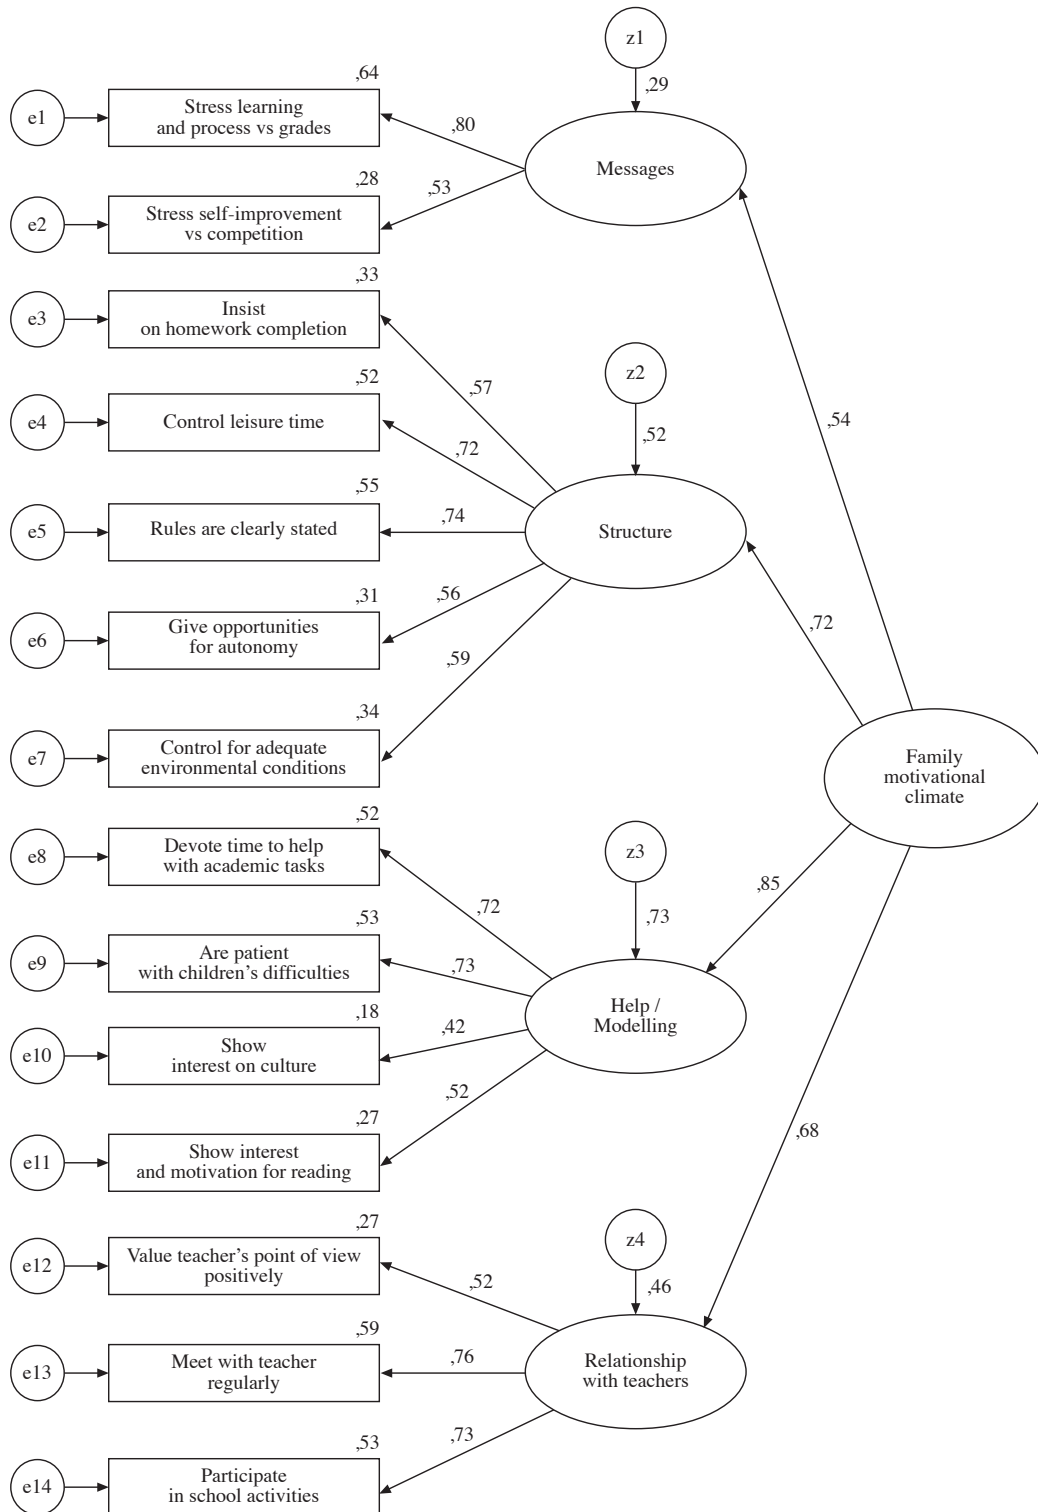 z1
,64
,29
e1
Stress learning
and process vs grades
,80
Messages
,53
,28
e2
Stress self-improvement
vs competition
,33
e3
Insist
on homework completion
z2
,57
,52
e4
Control leisure time
,54
,72
,52
,55
e5
Rules are clearly stated
,74
Structure
,31
,56
e6
Give opportunities
for autonomy
,72
,59
,34
e7
Control for adequate
environmental conditions
Family
motivational
climate
,52
e8
Devote time to help
with academic tasks
z3
,85
,72
,73
,53
e9
Are patient
with children’s difficulties
,73
,18
Help /
Modelling
,42
e10
Show
interest on culture
,52
,27
e11
Show interest
and motivation for reading
,68
,27
z4
e12
Value teacher’s point of view
positively
,52
,46
,59
e13
Meet with teacher
regularly
,76
Relationship
with teachers
,73
,53
e14
Participate
in school activities